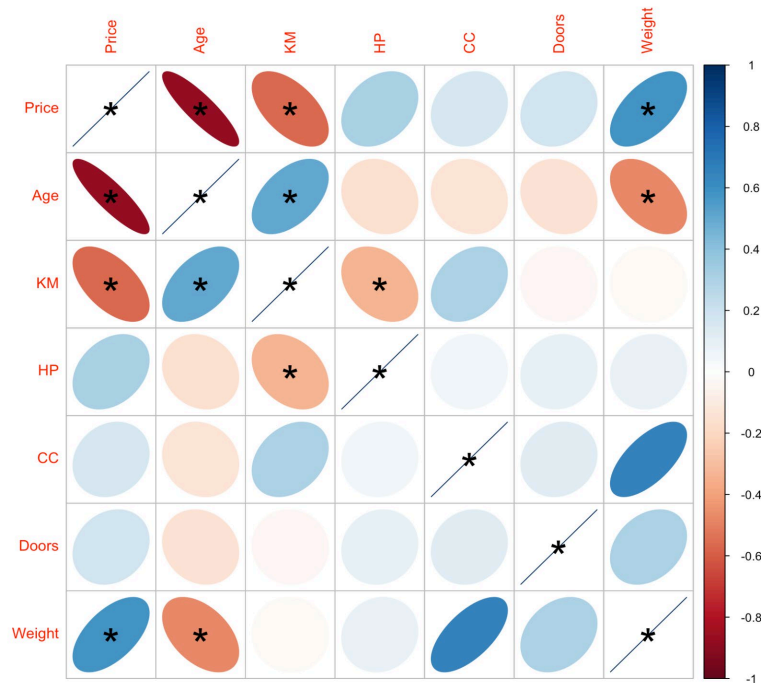 Price Age KM HP CC Doors Weight
Price * * * *
Age * * * *
KM * * * *
HP * *
CC *
Doors *
Weight * * *
1
0.8
0.6
0.4
0.2
0
-0.2
-0.4
-0.6
-0.8
-1